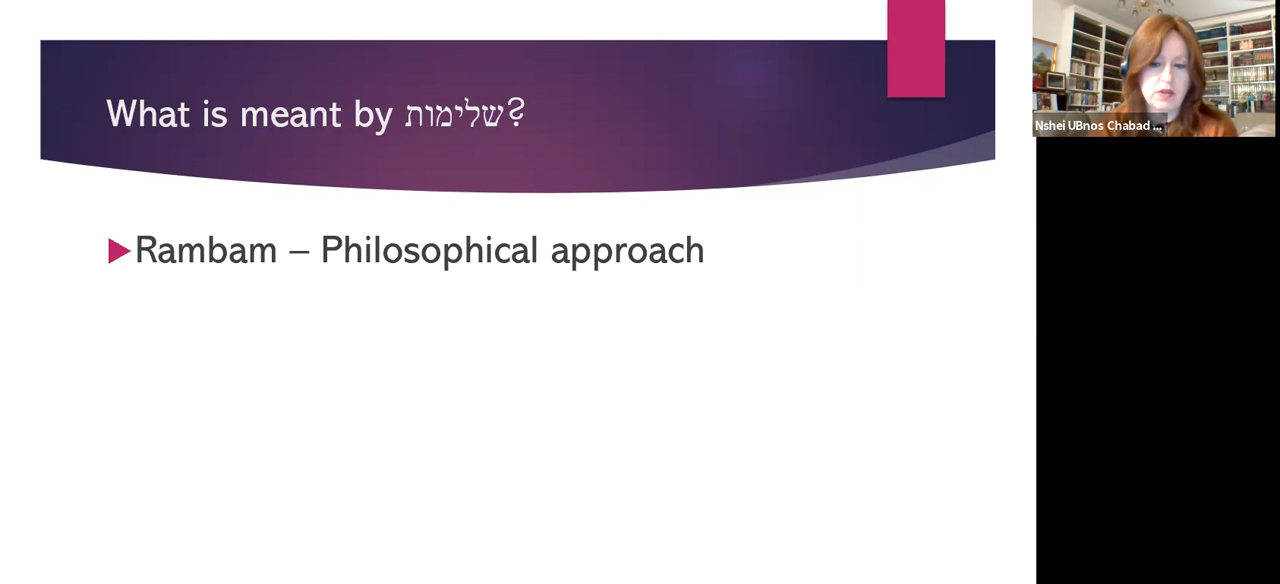 What is meant by שלימות?
Rambam – Philosophical approach
Nshei UBnos Chabad ...